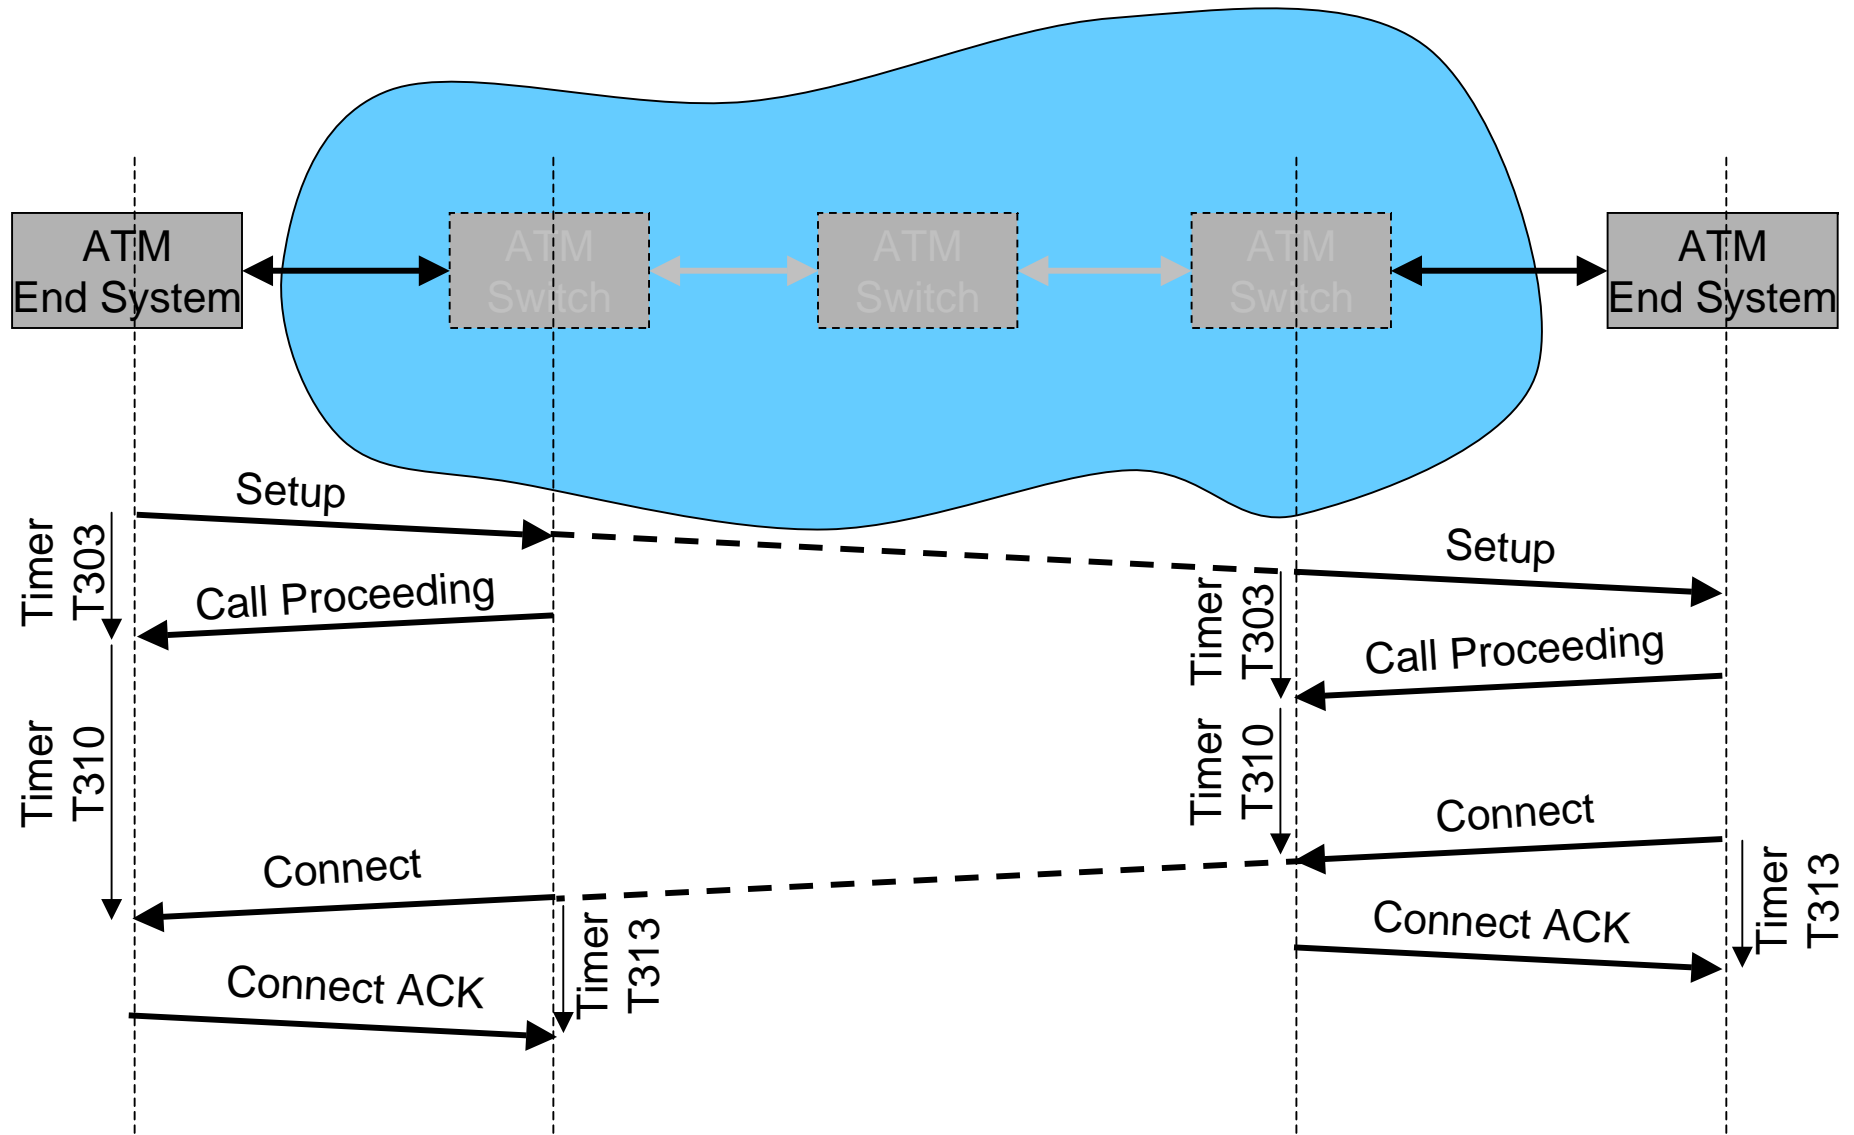 ATM
End System
ATM
Switch
ATM
Switch
ATM
Switch
ATM
End System
Setup
Setup
Timer
T303
Call Proceeding
Timer
T303
Call Proceeding
Timer
T310
Timer
T310
Connect
Connect
Timer
T313
Connect ACK
Timer
T313
Connect ACK